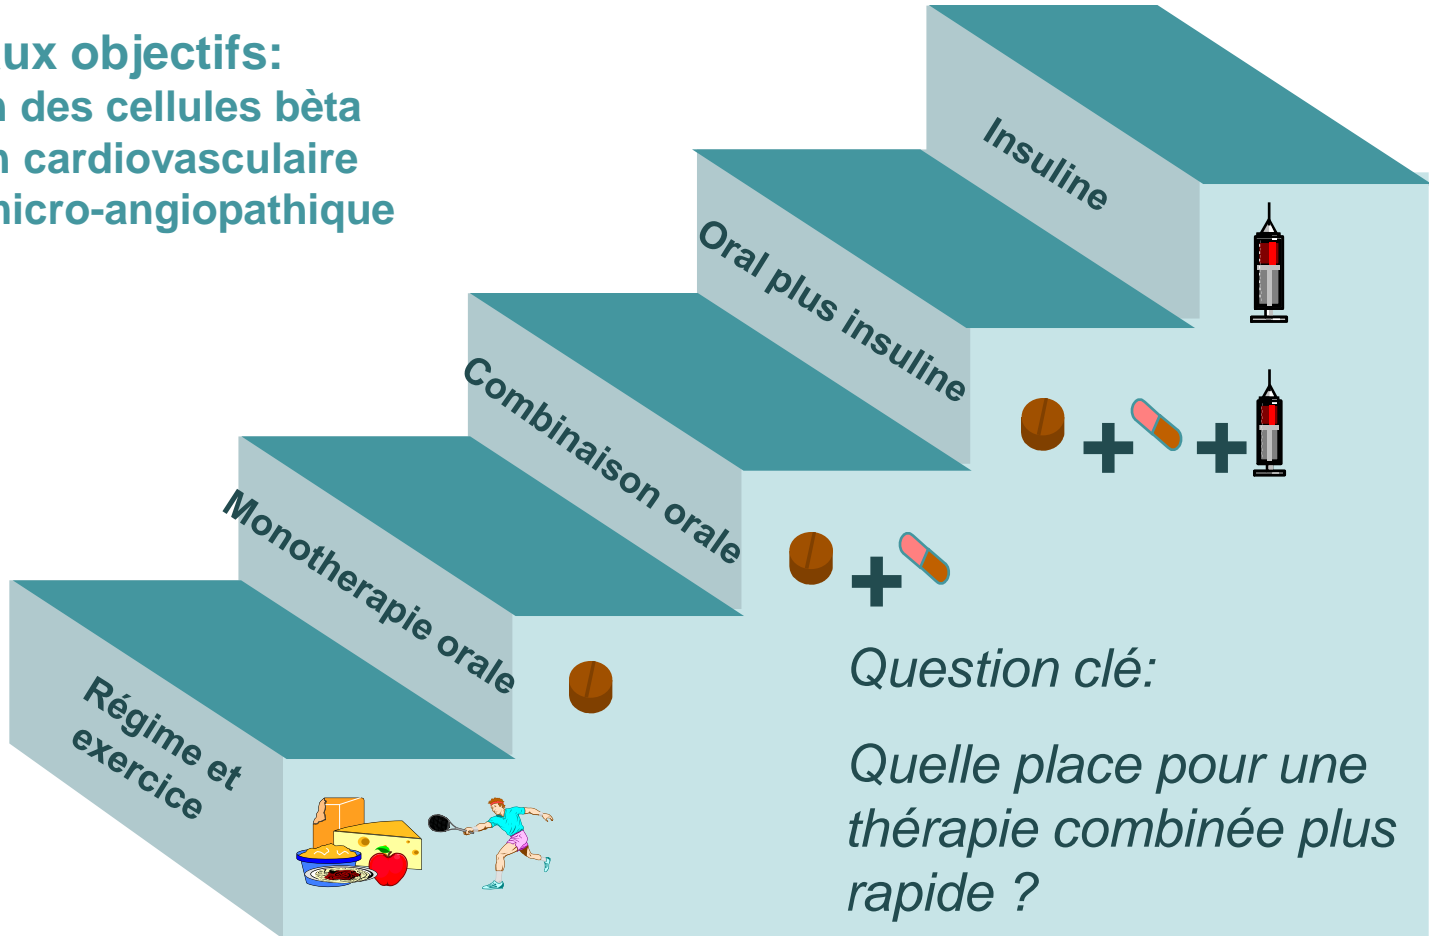 ux objectifs:
n des cellules bèta
n cardiovasculaire
micro-angiopathique
Insuline
Oral plus insuline
Combinaison orale
Monotherapie orale
Régime et
exercice
Question clé:
Quelle place pour une
thérapie combinée plus
rapide ?